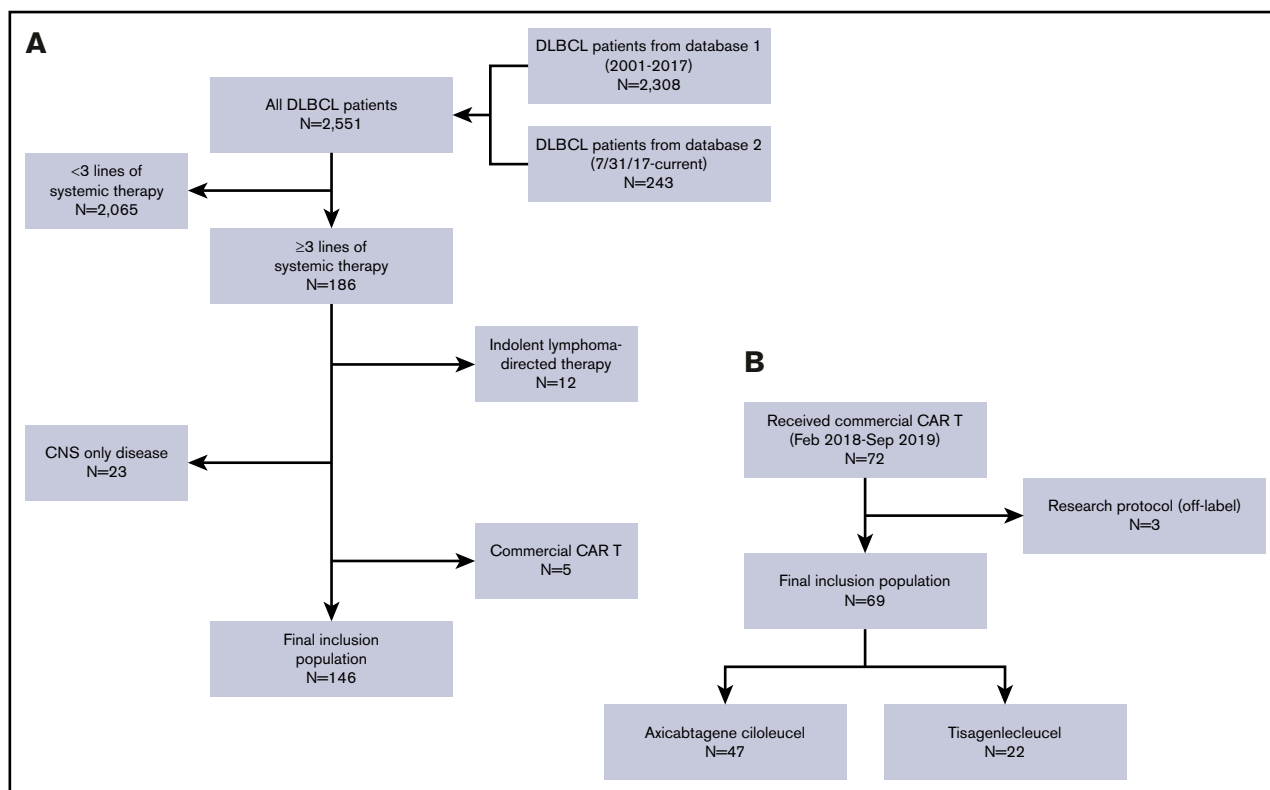 A
DLBCL patients from database 1
(2001-2017)
N=2,308
All DLBCL patients
N=2,551
DLBCL patients from database 2
(7/31/17-current)
N=243
<3 lines of
systemic therapy
N=2,065
≥3 lines of
systemic therapy
N=186
Indolent lymphoma-
directed therapy
N=12
CNS only disease
N=23
Commercial CAR T
N=5
Final inclusion
population
N=146
B
Received commercial CAR T
(Feb 2018-Sep 2019)
N=72
Research protocol (off-label)
N=3
Final inclusion population
N=69
Axicabtagene ciloleucel
N=47
Tisagenlecleucel
N=22